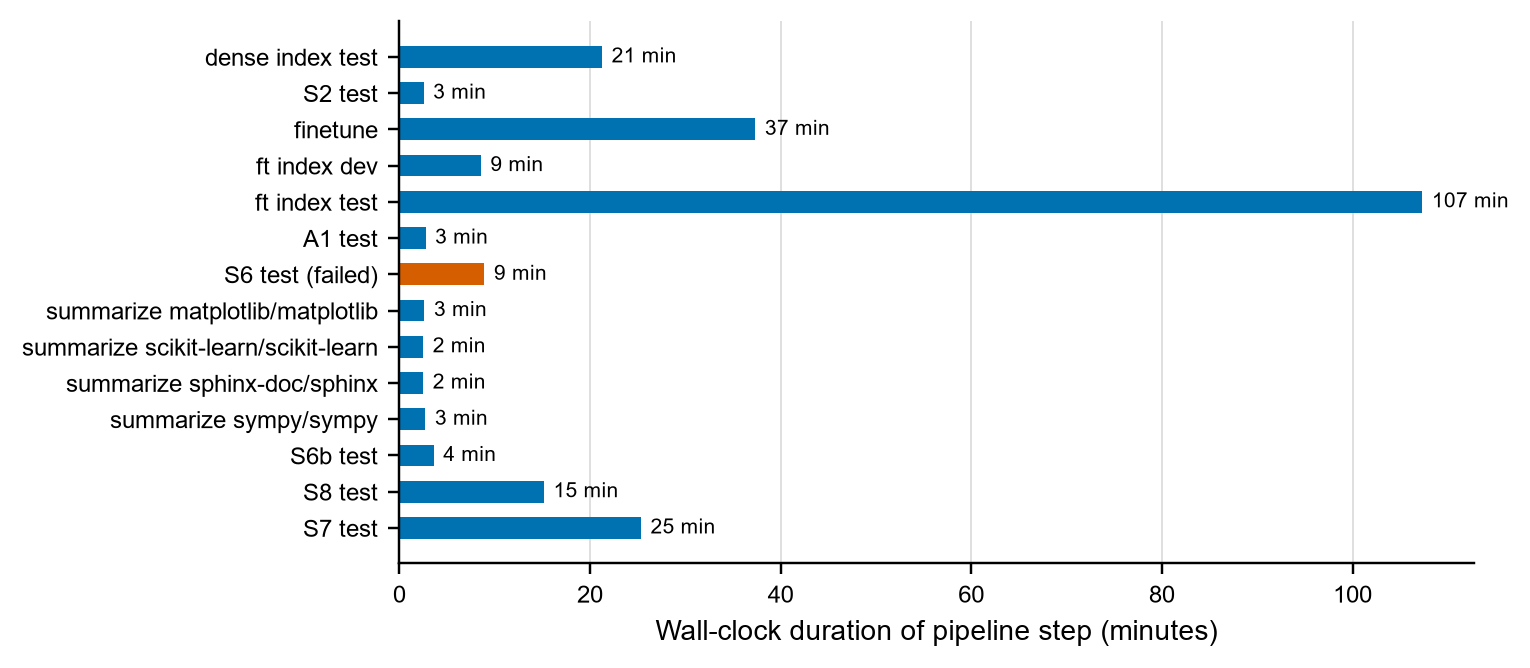 dense index test 21 min
S2 test 3 min
finetune 37 min
ft index dev 9 min
ft index test 107 min
A1 test 3 min
S6 test (failed) 9 min
summarize matplotlib/matplotlib 3 min
summarize scikit-learn/scikit-learn 2 min
summarize sphinx-doc/sphinx 2 min
summarize sympy/sympy 3 min
S6b test 4 min
S8 test 15 min
S7 test 25 min
0 20 40 60 80 100
Wall-clock duration of pipeline step (minutes)